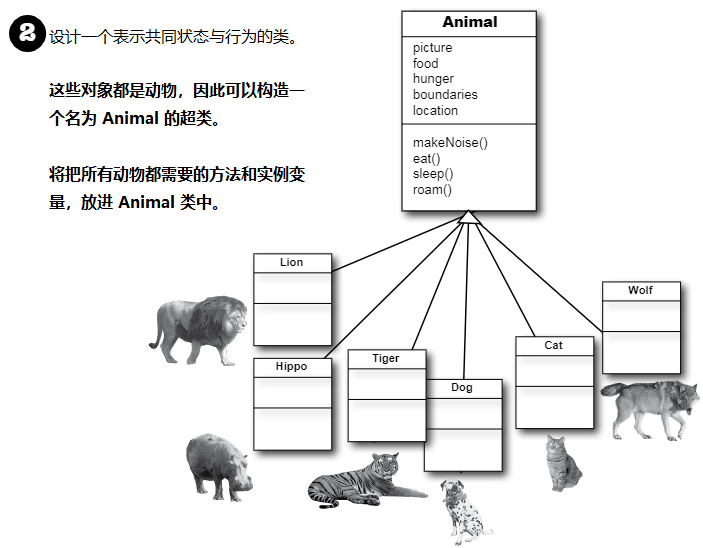 2 设计一个表示共同状态与行为的类。
这些对象都是动物，因此可以构造一
个名为 Animal 的超类。
将把所有动物都需要的方法和实例变
量，放进 Animal 类中。
Animal
picture
food
hunger
boundaries
location
makeNoise()
eat()
sleep()
roam()
Lion
Wolf
Cat
Hippo
Tiger
Dog